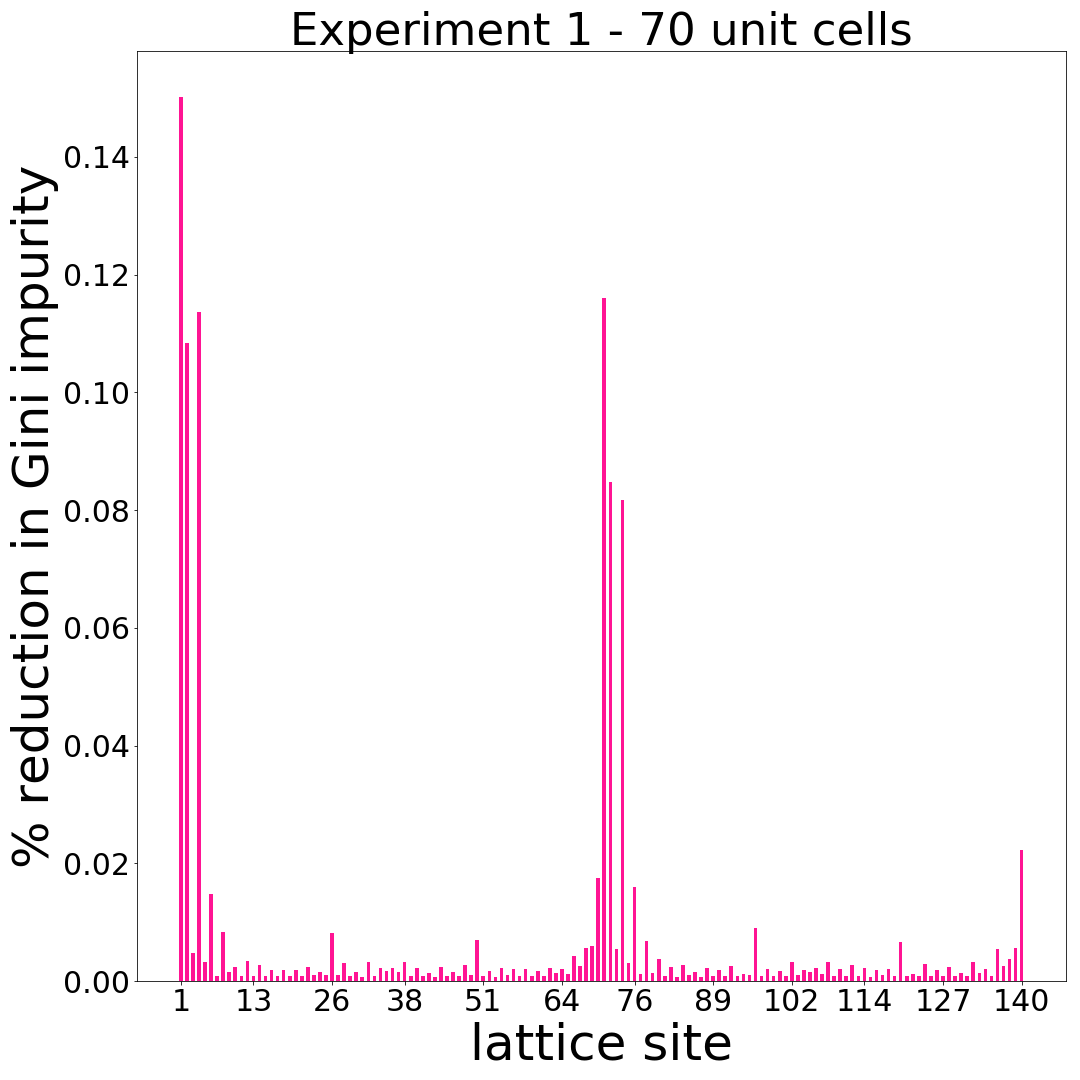 Experiment 1 - 70 unit cells
% reduction in Gini impurity
0.14
0.12
0.10
0.08
0.06
0.04
0.02
0.00
1 13 26 38 51 64 76 89 102 114 127 140
lattice site